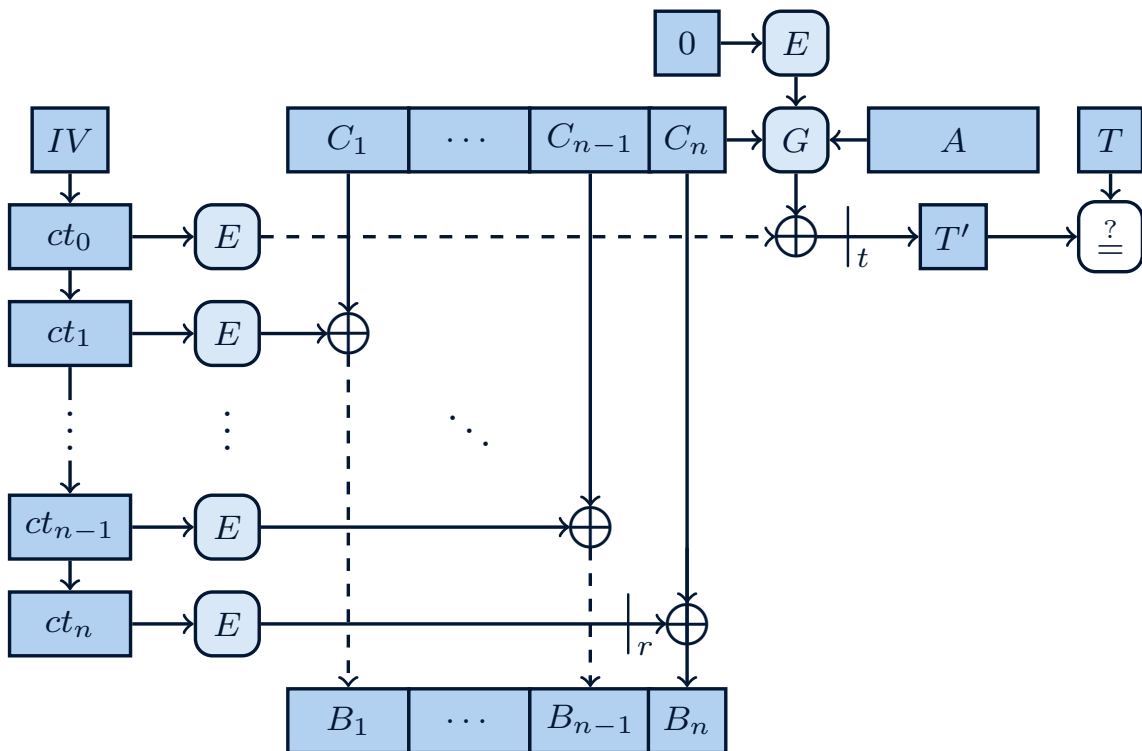 0 E
IV C₁ ⋯ Cₙ₋₁ Cₙ G A T
ct₀ E t T′ ≟
ct₁ E
⋮ ⋮ ⋱
ctₙ₋₁ E
ctₙ E r
B₁ ⋯ Bₙ₋₁ Bₙ